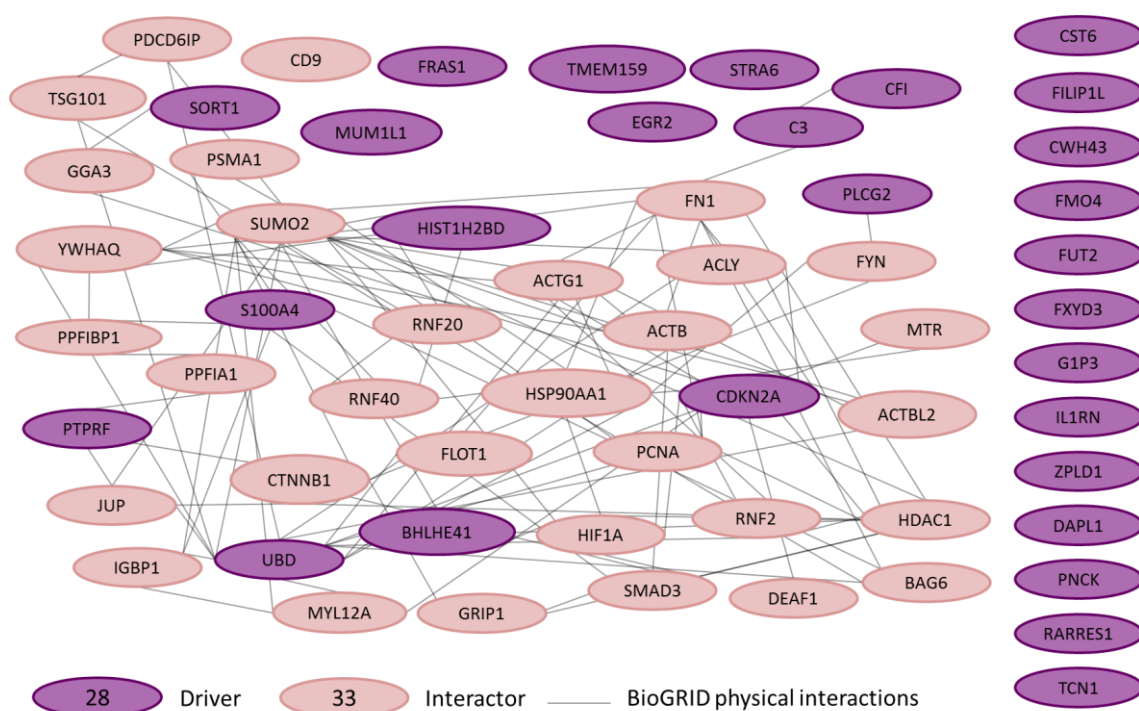 PDCD6IP
CD9
FRAS1
TMEM159
STRA6
CFI
CST6
TSG101
SORT1
MUM1L1
EGR2
C3
FILIP1L
GGA3
PSMA1
CWH43
SUMO2
HIST1H2BD
FN1
PLCG2
FMO4
YWHAQ
ACTG1
ACLY
FYN
FUT2
S100A4
RNF20
ACTB
MTR
FXYD3
PPFIBP1
PPFIA1
RNF40
HSP90AA1
CDKN2A
ACTBL2
G1P3
IL1RN
PTPRF
CTNNB1
FLOT1
PCNA
ZPLD1
JUP
BHLHE41
HIF1A
RNF2
HDAC1
DAPL1
IGBP1
UBD
SMAD3
DEAF1
BAG6
PNCK
MYL12A
GRIP1
RARRES1
TCN1
28 Driver 33 Interactor BioGRID physical interactions